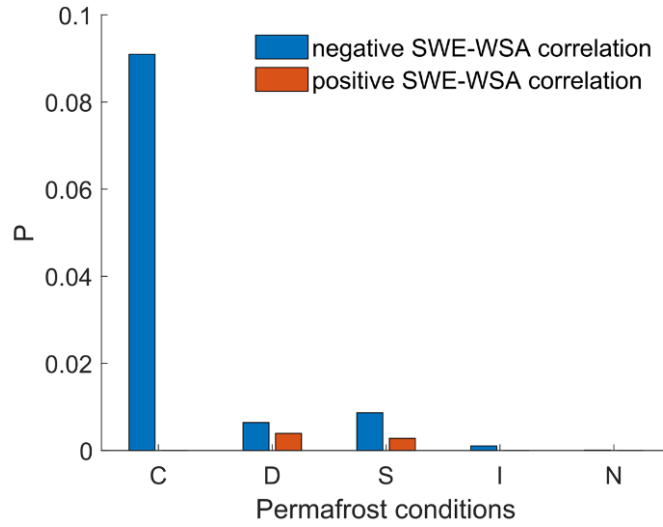 0.1
negative SWE-WSA correlation
positive SWE-WSA correlation
0.08
0.06
P
0.04
0.02
0
C D S I N
Permafrost conditions